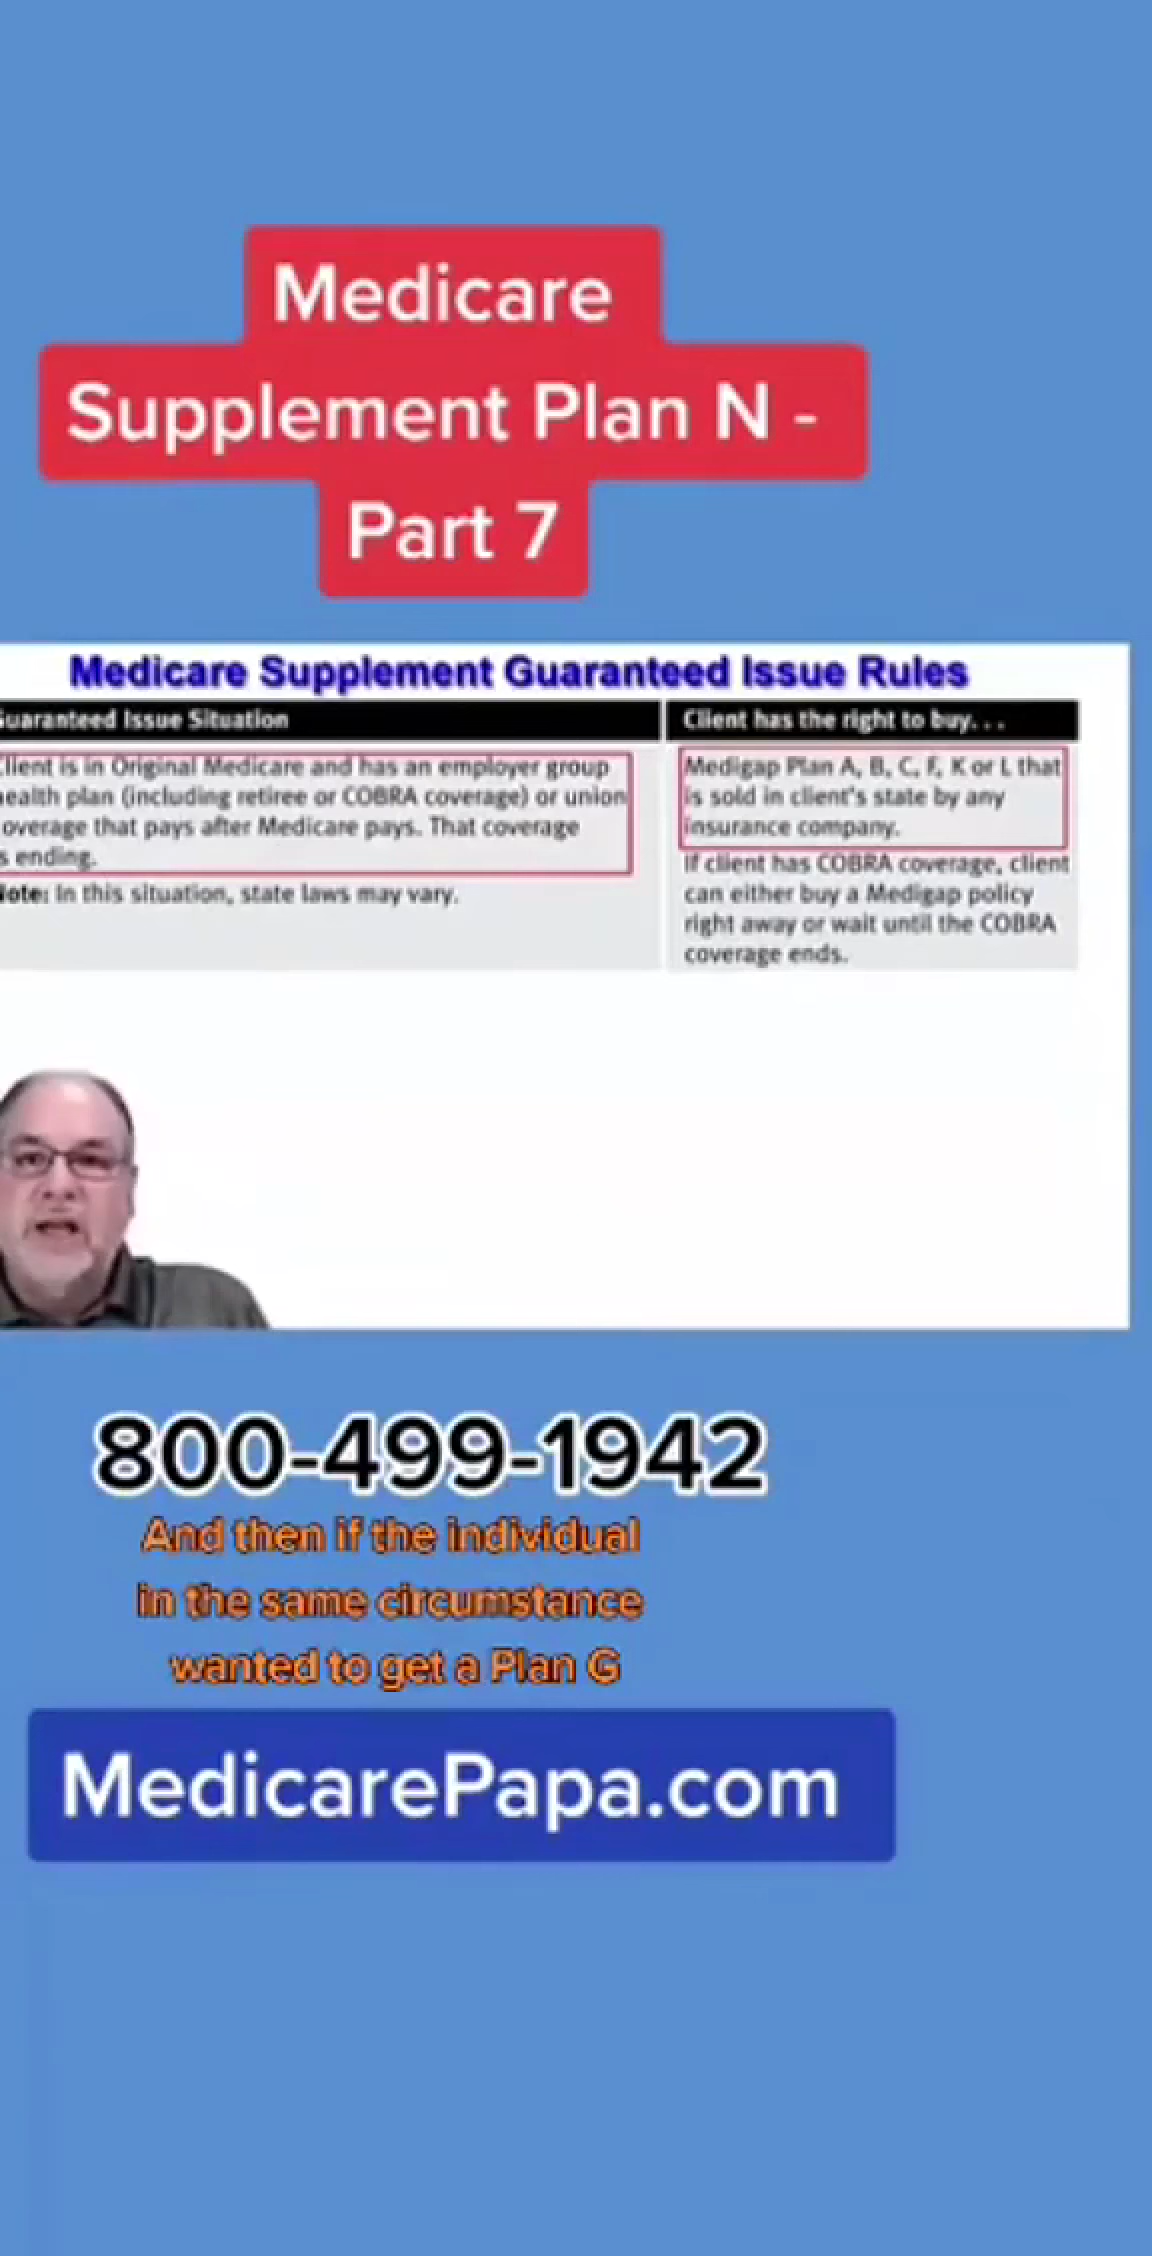 Medicare
Supplement Plan N -
Part 7
Medicare Supplement Guaranteed Issue Rules
uaranteed Issue Situation
Client has the right to buy. . .
lient is in Original Medicare and has an employer group
ealth plan (including retiree or COBRA coverage) or union
overage that pays after Medicare pays. That coverage
s ending.
ote: In this situation, state laws may vary.
Medigap Plan A, B, C, F, K or L that
is sold in client's state by any
insurance company.
If client has COBRA coverage, client
can either buy a Medigap policy
right away or wait until the COBRA
coverage ends.
800-499-1942
And then if the individual
in the same circumstance
wanted to get a Plan G
MedicarePapa.com